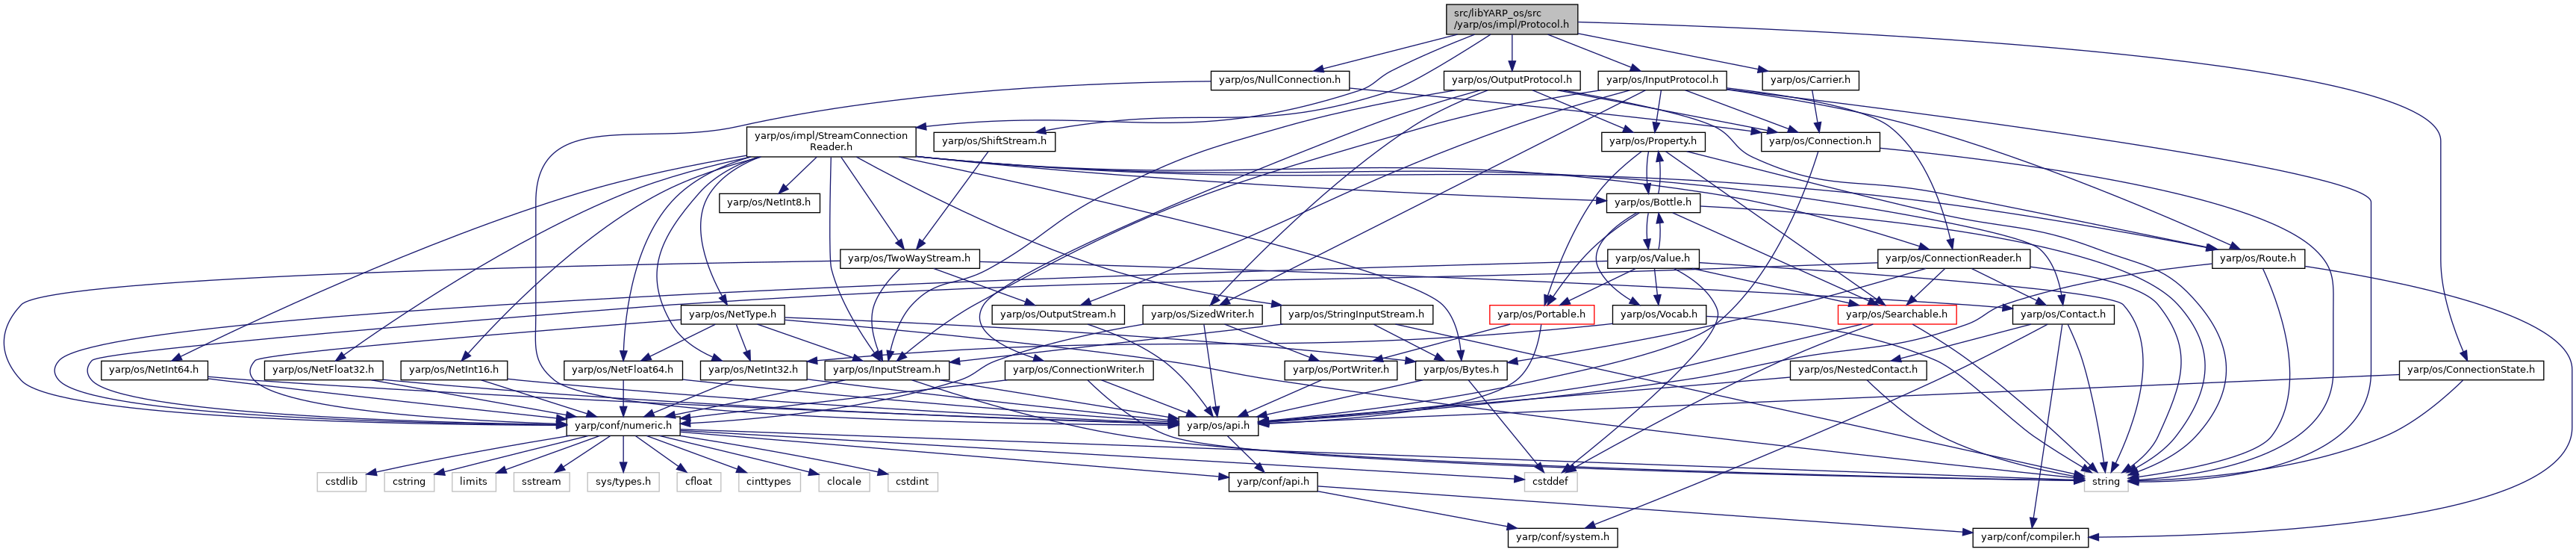 src/libYARP_os/src
/yarp/os/impl/Protocol.h
yarp/os/NullConnection.h
yarp/os/OutputProtocol.h
yarp/os/InputProtocol.h
yarp/os/Carrier.h
yarp/os/impl/StreamConnection
Reader.h
yarp/os/ShiftStream.h
yarp/os/Property.h
yarp/os/Connection.h
yarp/os/NetInt8.h
yarp/os/Bottle.h
yarp/os/TwoWayStream.h
yarp/os/Value.h
yarp/os/ConnectionReader.h
yarp/os/Route.h
yarp/os/NetType.h
yarp/os/OutputStream.h
yarp/os/SizedWriter.h
yarp/os/StringInputStream.h
yarp/os/Portable.h
yarp/os/Vocab.h
yarp/os/Searchable.h
yarp/os/Contact.h
yarp/os/NetInt64.h
yarp/os/NetFloat32.h
yarp/os/NetInt16.h
yarp/os/NetFloat64.h
yarp/os/NetInt32.h
yarp/os/InputStream.h
yarp/os/ConnectionWriter.h
yarp/os/PortWriter.h
yarp/os/Bytes.h
yarp/os/NestedContact.h
yarp/os/ConnectionState.h
yarp/conf/numeric.h
yarp/os/api.h
cstdlib
cstring
limits
sstream
sys/types.h
cfloat
cinttypes
clocale
cstdint
yarp/conf/api.h
cstddef
string
yarp/conf/system.h
yarp/conf/compiler.h